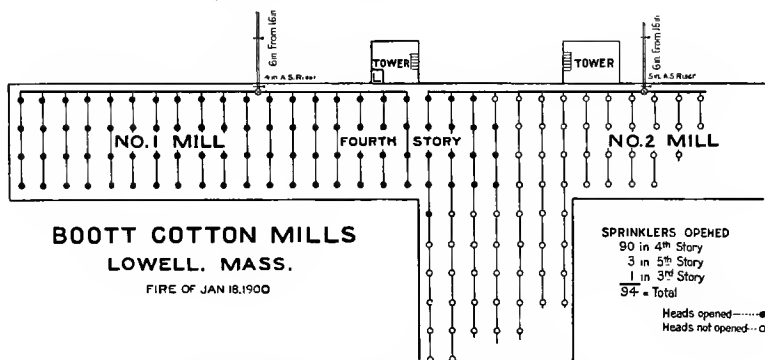 6in From 16in
4in A.S. Riser
TOWER
TOWER
6in From 16in
5in A.S. Riser
NO. 1 MILL
FOURTH STORY
NO. 2 MILL
BOOTT COTTON MILLS
LOWELL. MASS.
FIRE OF JAN 18.1900
SPRINKLERS OPENED
90 in 4th Story
3 in 5th Story
1 in 3rd Story
94 = Total
Heads opened
Heads not opened